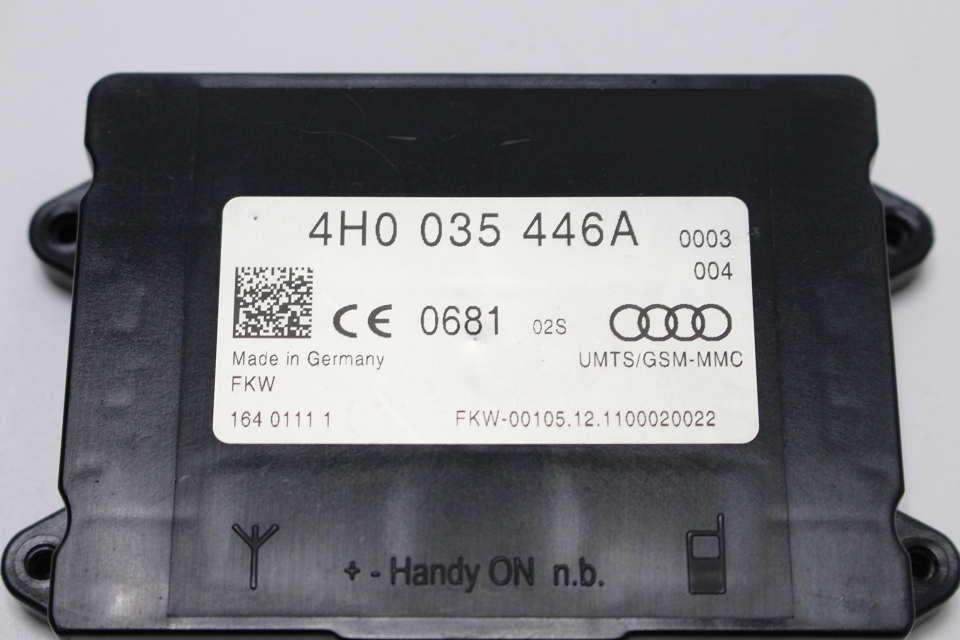 4H0 035 446A 0003
004
CE 0681 02S
Made in Germany UMTS/GSM-MMC
FKW
164 0111 1 FKW-00105.12.1100020022
+ - Handy ON n.b.